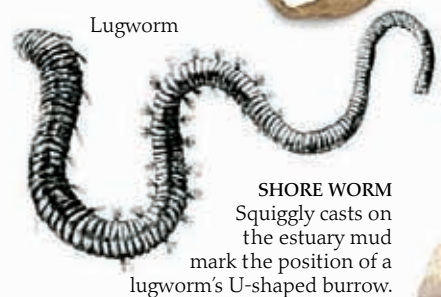 Lugworm
SHORE WORM
Squiggly casts on
the estuary mud
mark the position of a
lugworm's U-shaped burrow.